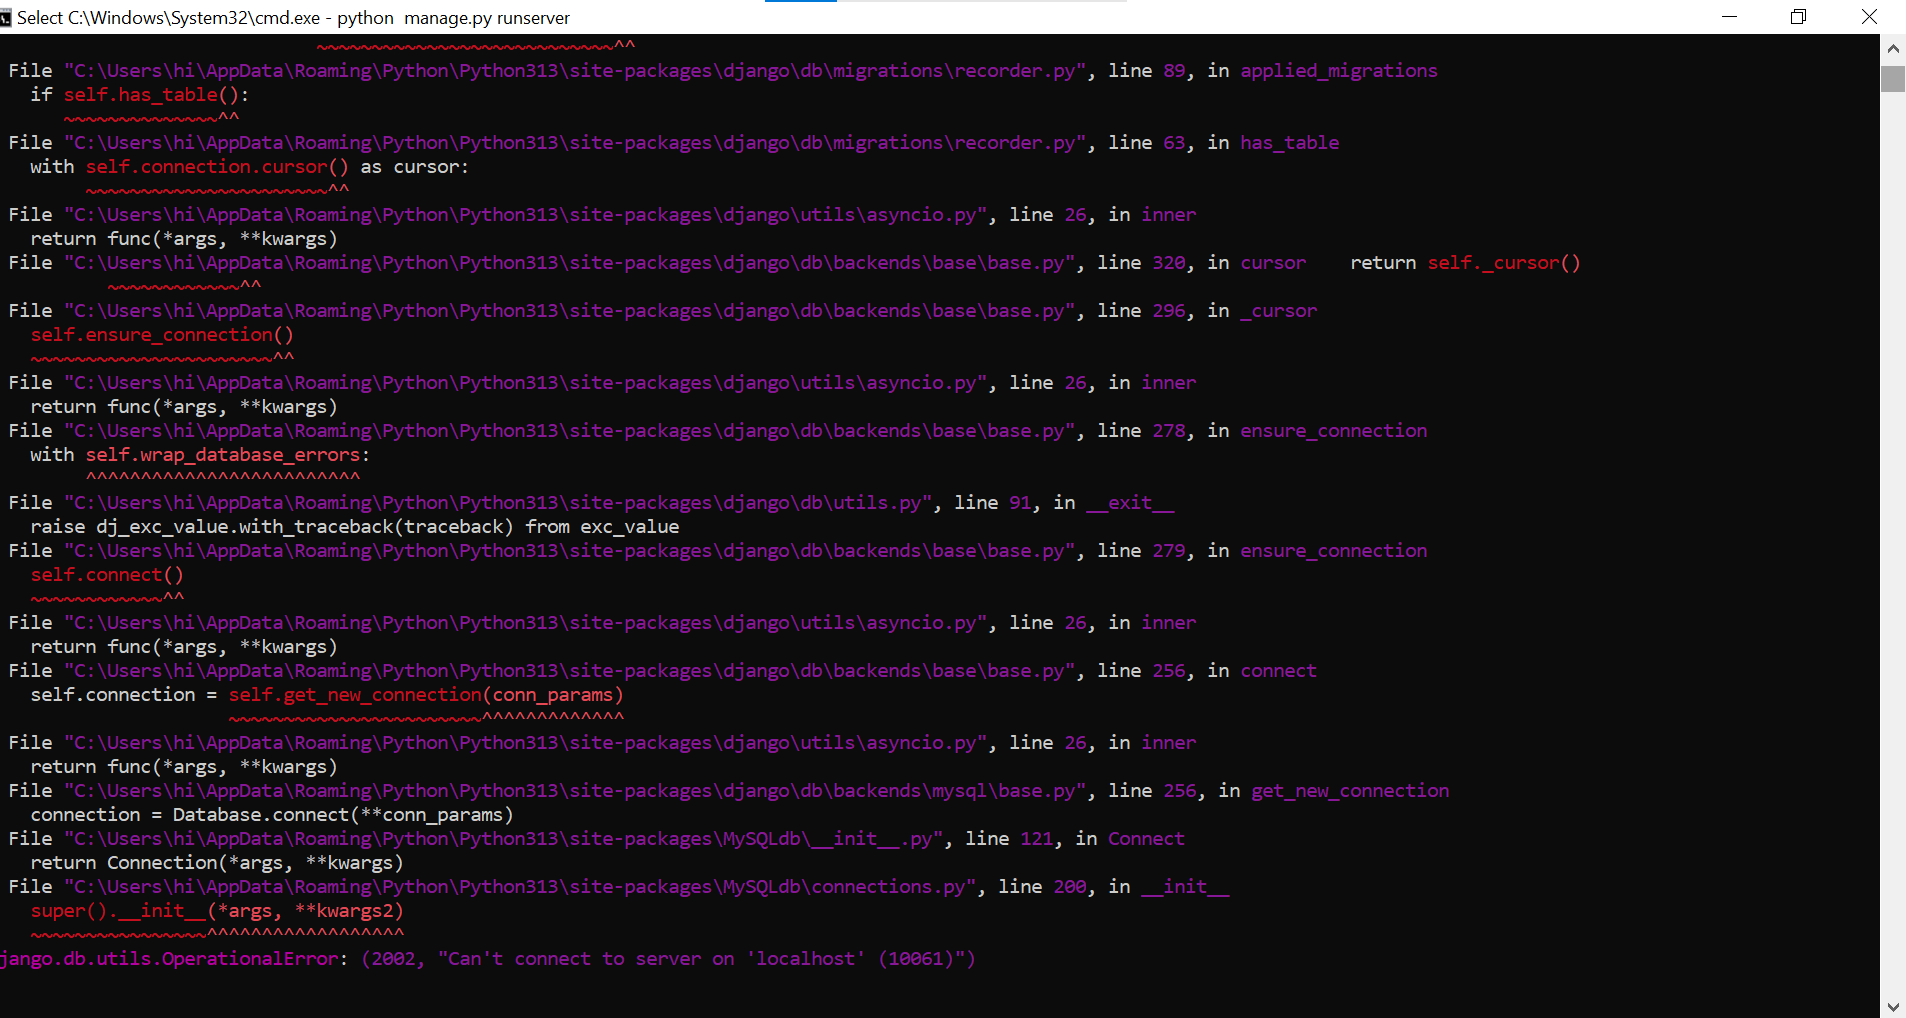 Select C:\Windows\System32\cmd.exe - python  manage.py runserver
~~~~~~~~~~~~~~~~~~~~~~~~~~~^^
File "C:\Users\hi\AppData\Roaming\Python\Python313\site-packages\django\db\migrations\recorder.py", line 89, in applied_migrations
if self.has_table():
~~~~~~~~~~~~~~^^
File "C:\Users\hi\AppData\Roaming\Python\Python313\site-packages\django\db\migrations\recorder.py", line 63, in has_table
with self.connection.cursor() as cursor:
~~~~~~~~~~~~~~~~~~~~~~^^
File "C:\Users\hi\AppData\Roaming\Python\Python313\site-packages\django\utils\asyncio.py", line 26, in inner
return func(*args, **kwargs)
File "C:\Users\hi\AppData\Roaming\Python\Python313\site-packages\django\db\backends\base\base.py", line 320, in cursor    return self._cursor()
~~~~~~~~~~~~^^
File "C:\Users\hi\AppData\Roaming\Python\Python313\site-packages\django\db\backends\base\base.py", line 296, in _cursor
self.ensure_connection()
~~~~~~~~~~~~~~~~~~~~~~^^
File "C:\Users\hi\AppData\Roaming\Python\Python313\site-packages\django\utils\asyncio.py", line 26, in inner
return func(*args, **kwargs)
File "C:\Users\hi\AppData\Roaming\Python\Python313\site-packages\django\db\backends\base\base.py", line 278, in ensure_connection
with self.wrap_database_errors:
^^^^^^^^^^^^^^^^^^^^^^^^^
File "C:\Users\hi\AppData\Roaming\Python\Python313\site-packages\django\db\utils.py", line 91, in __exit__
raise dj_exc_value.with_traceback(traceback) from exc_value
File "C:\Users\hi\AppData\Roaming\Python\Python313\site-packages\django\db\backends\base\base.py", line 279, in ensure_connection
self.connect()
~~~~~~~~~~~~^^
File "C:\Users\hi\AppData\Roaming\Python\Python313\site-packages\django\utils\asyncio.py", line 26, in inner
return func(*args, **kwargs)
File "C:\Users\hi\AppData\Roaming\Python\Python313\site-packages\django\db\backends\base\base.py", line 256, in connect
self.connection = self.get_new_connection(conn_params)
~~~~~~~~~~~~~~~~~~~~~~~^^^^^^^^^^^^^
File "C:\Users\hi\AppData\Roaming\Python\Python313\site-packages\django\utils\asyncio.py", line 26, in inner
return func(*args, **kwargs)
File "C:\Users\hi\AppData\Roaming\Python\Python313\site-packages\django\db\backends\mysql\base.py", line 256, in get_new_connection
connection = Database.connect(**conn_params)
File "C:\Users\hi\AppData\Roaming\Python\Python313\site-packages\MySQLdb\__init__.py", line 121, in Connect
return Connection(*args, **kwargs)
File "C:\Users\hi\AppData\Roaming\Python\Python313\site-packages\MySQLdb\connections.py", line 200, in __init__
super().__init__(*args, **kwargs2)
~~~~~~~~~~~~~~~~^^^^^^^^^^^^^^^^^^
jango.db.utils.OperationalError: (2002, "Can't connect to server on 'localhost' (10061)")